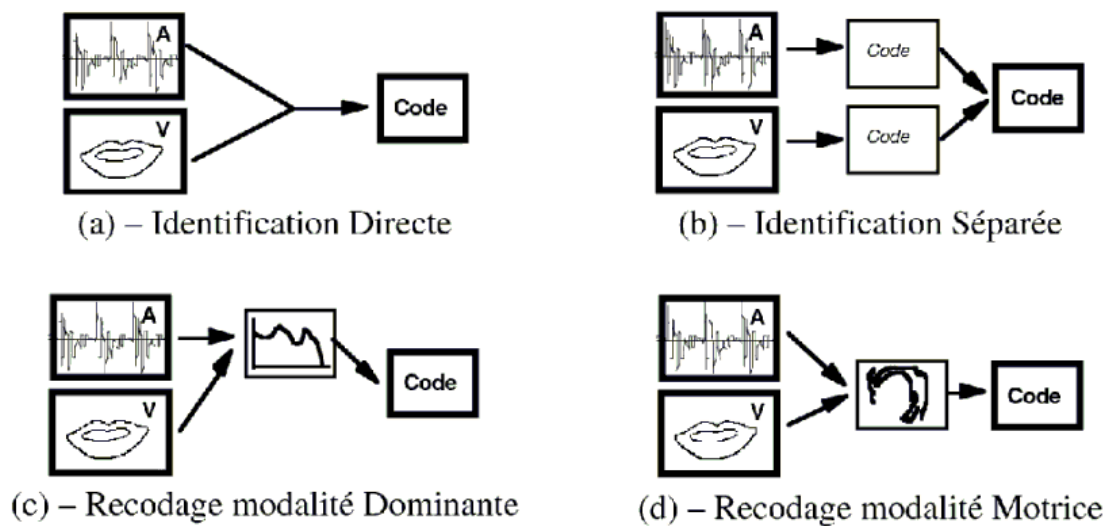 A
V
Code
(a) – Identification Directe
A
V
Code
Code
Code
(b) – Identification Séparée
A
V
Code
(c) – Recodage modalité Dominante
A
V
Code
(d) – Recodage modalité Motrice